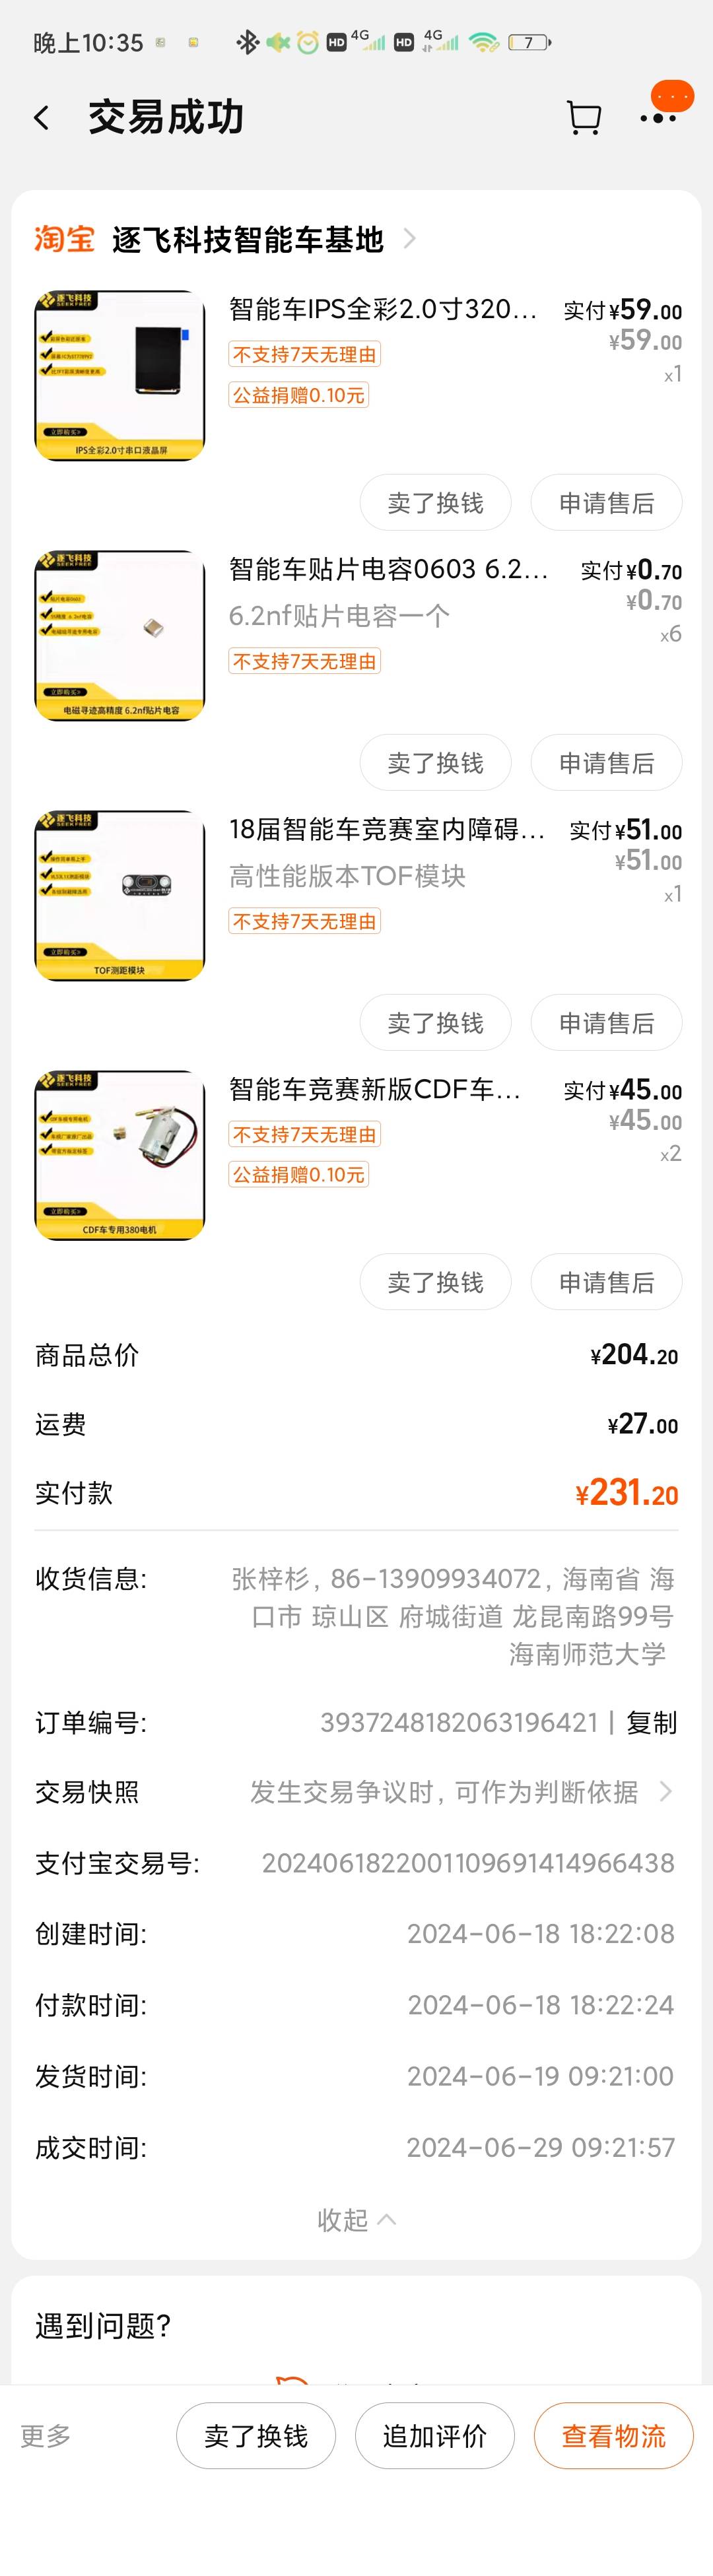 晚上10:35
HD 4G HD 4G 7
交易成功
淘宝 逐飞科技智能车基地
逐飞科技
SEEKFREE
立即购买>
IPS全彩2.0寸串口液晶屏
智能车IPS全彩2.0寸320... 实付¥59.00
¥59.00
不支持7天无理由
x1
公益捐赠0.10元
卖了换钱 申请售后
逐飞科技
SEEKFREE
立即购买>
电磁寻迹高精度 6.2nf贴片电容
智能车贴片电容0603 6.2... 实付¥0.70
6.2nf贴片电容一个 ¥0.70
x6
不支持7天无理由
卖了换钱 申请售后
逐飞科技
SEEKFREE
立即购买>
TOF测距模块
18届智能车竞赛室内障碍... 实付¥51.00
高性能版本TOF模块 ¥51.00
x1
不支持7天无理由
卖了换钱 申请售后
逐飞科技
SEEKFREE
立即购买>
CDF车专用380电机
智能车竞赛新版CDF车... 实付¥45.00
¥45.00
不支持7天无理由
x2
公益捐赠0.10元
卖了换钱 申请售后
商品总价 ¥204.20
运费 ¥27.00
实付款 ¥231.20
收货信息: 张梓杉, 86-13909934072, 海南省 海
口市 琼山区 府城街道 龙昆南路99号
海南师范大学
订单编号: 3937248182063196421 | 复制
交易快照 发生交易争议时, 可作为判断依据
支付宝交易号: 2024061822001109691414966438
创建时间: 2024-06-18 18:22:08
付款时间: 2024-06-18 18:22:24
发货时间: 2024-06-19 09:21:00
成交时间: 2024-06-29 09:21:57
收起
遇到问题?
更多 卖了换钱 追加评价 查看物流